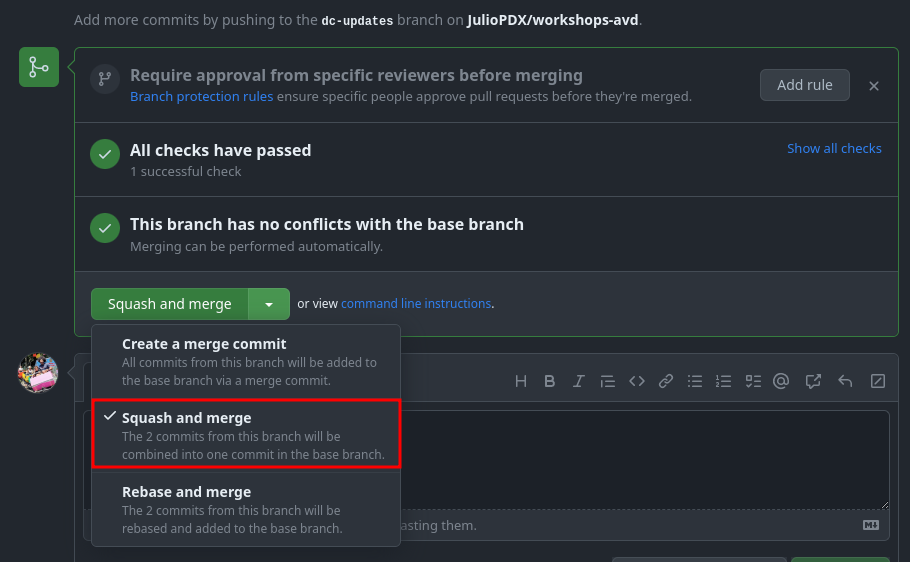 Add more commits by pushing to the dc-updates branch on JulioPDX/workshops-avd.
Require approval from specific reviewers before merging
Branch protection rules ensure specific people approve pull requests before they're merged.
Add rule
All checks have passed
1 successful check
Show all checks
This branch has no conflicts with the base branch
Merging can be performed automatically.
Squash and merge
or view command line instructions.
Create a merge commit
All commits from this branch will be added to
the base branch via a merge commit.
Squash and merge
The 2 commits from this branch will be
combined into one commit in the base branch.
Rebase and merge
The 2 commits from this branch will be
rebased and added to the base branch.
asting them.